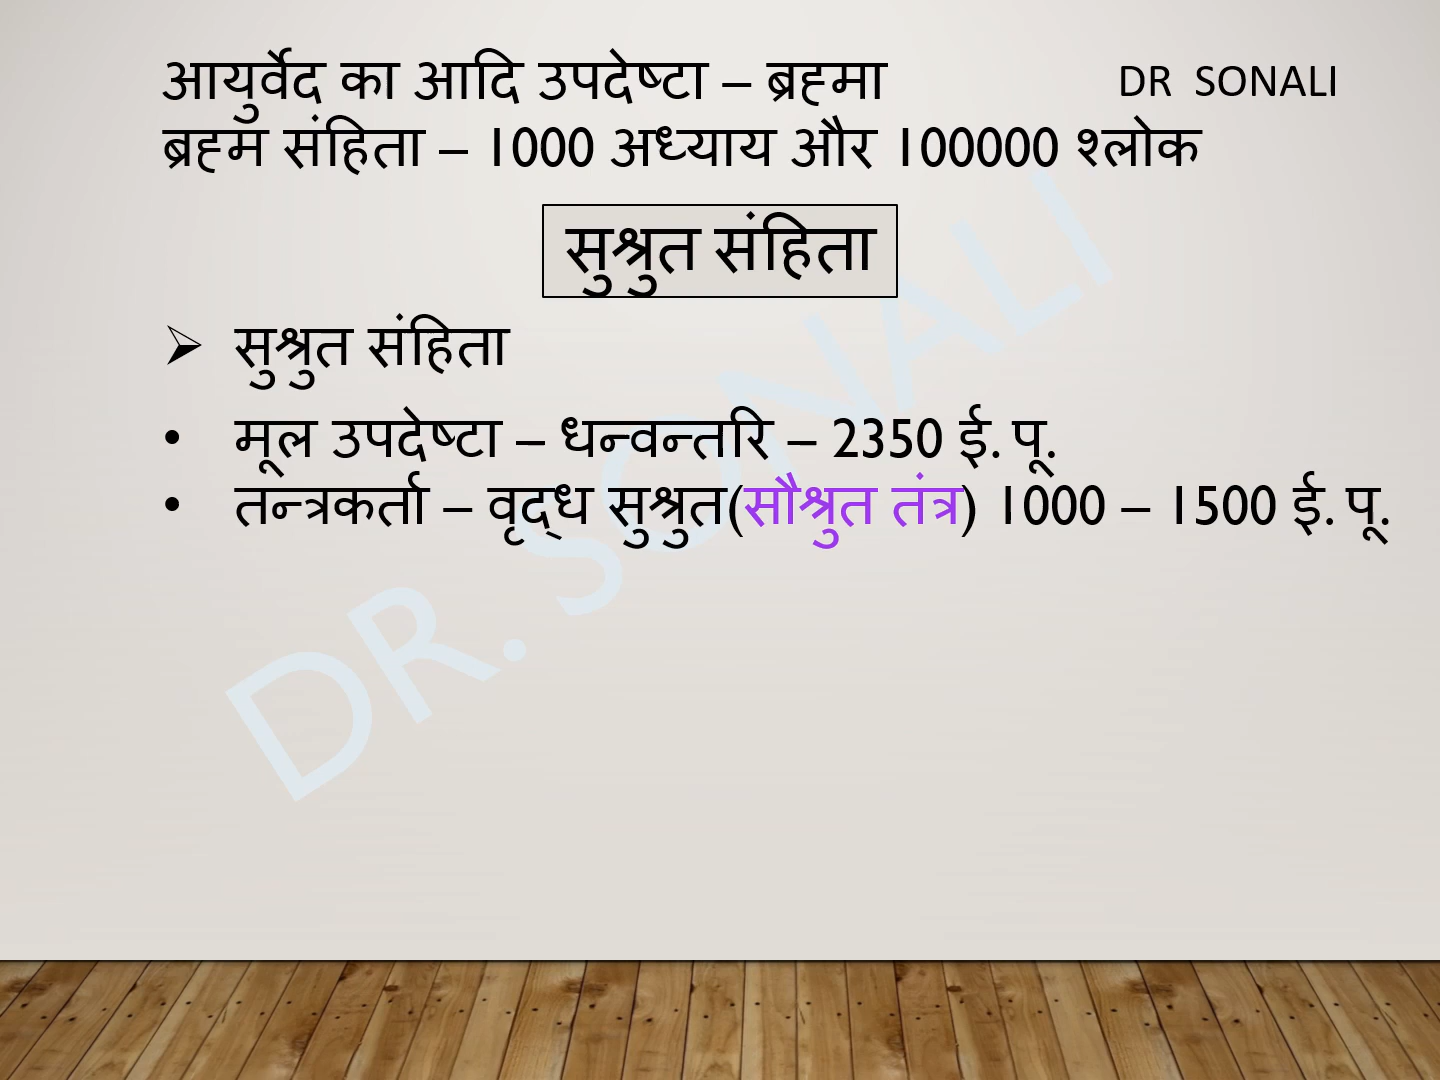 आयुर्वेद का आदि उपदेष्टा – ब्रह्मा
DR SONALI
ब्रह्म संहिता – 1000 अध्याय और 100000 श्लोक
सुश्रुत संहिता
➢ सुश्रुत संहिता
• मूल उपदेष्टा – धन्वन्तरि – 2350 ई. पू.
• तन्त्रकर्ता – वृद्ध सुश्रुत(सौश्रुत तंत्र) 1000 – 1500 ई. पू.
DR. SONALI